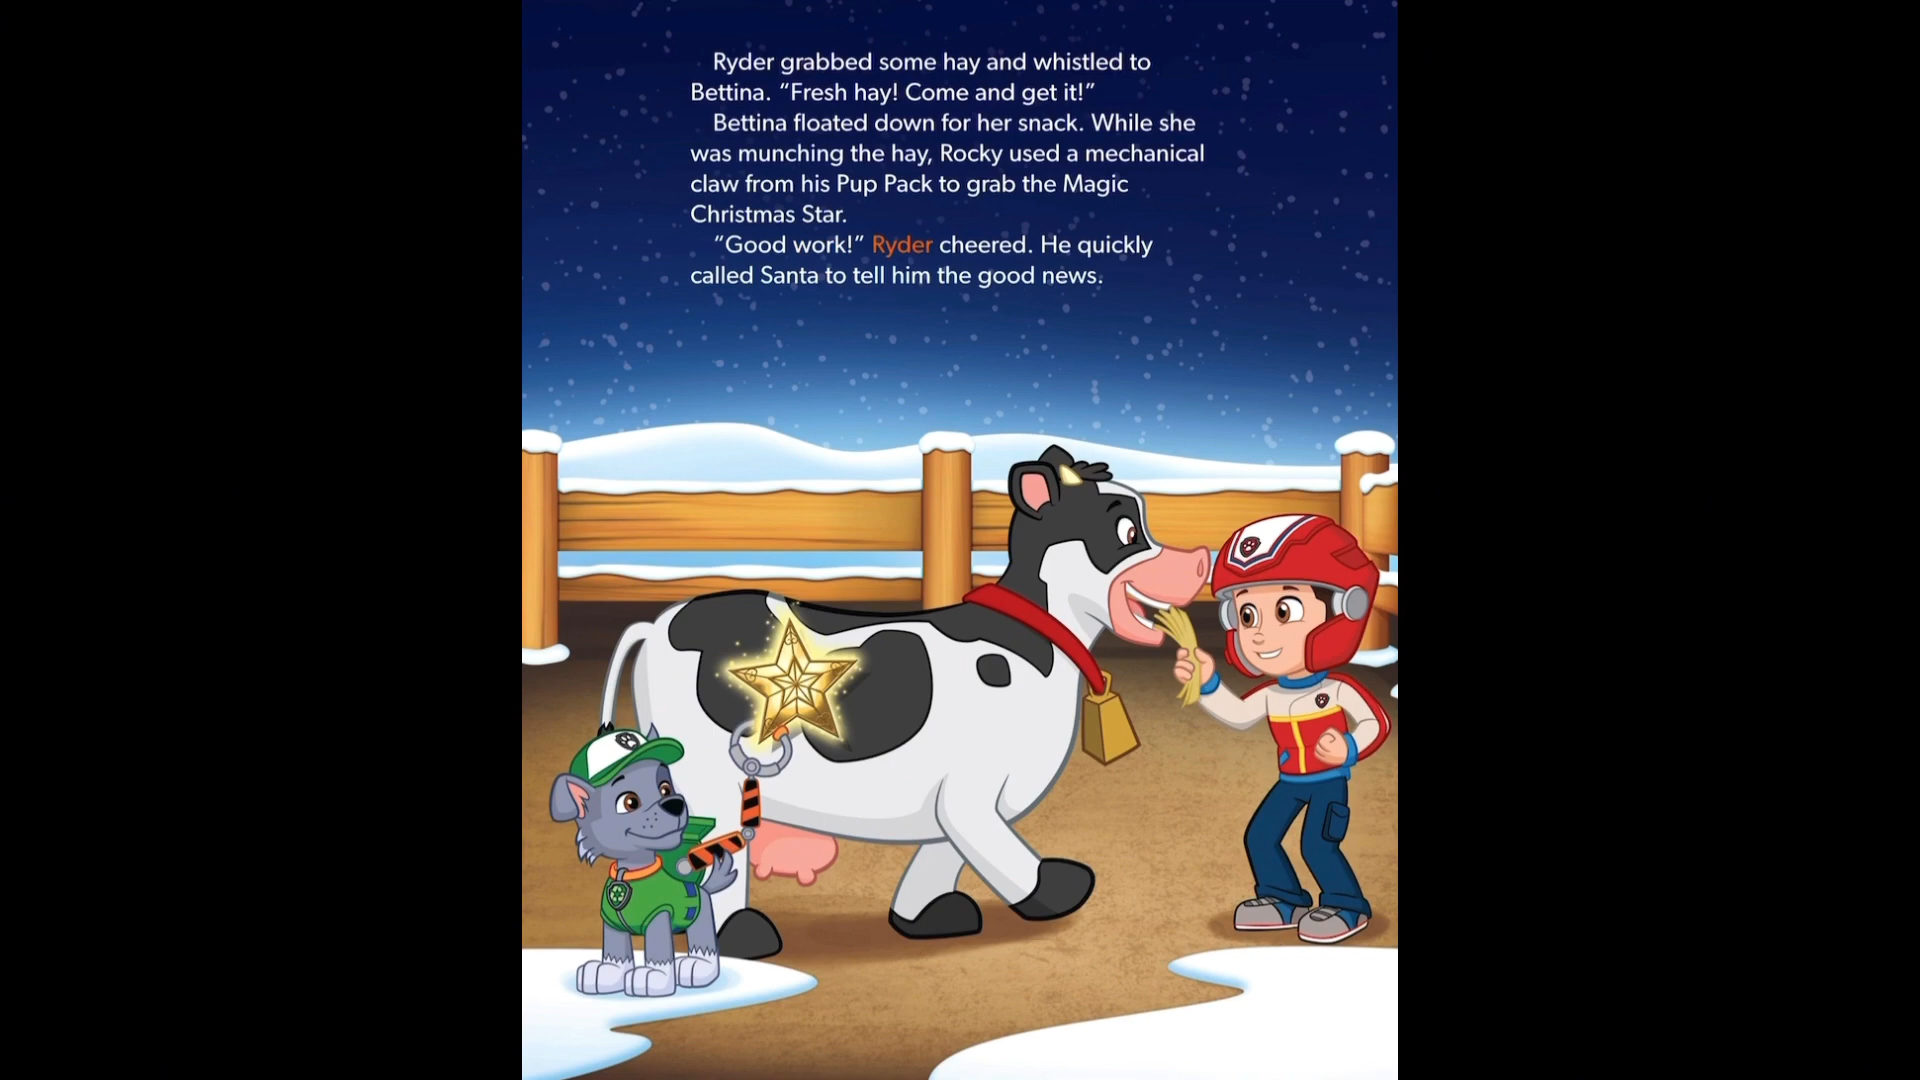 Ryder grabbed some hay and whistled to
Bettina. “Fresh hay! Come and get it!”
Bettina floated down for her snack. While she
was munching the hay, Rocky used a mechanical
claw from his Pup Pack to grab the Magic
Christmas Star.
“Good work!” Ryder cheered. He quickly
called Santa to tell him the good news.